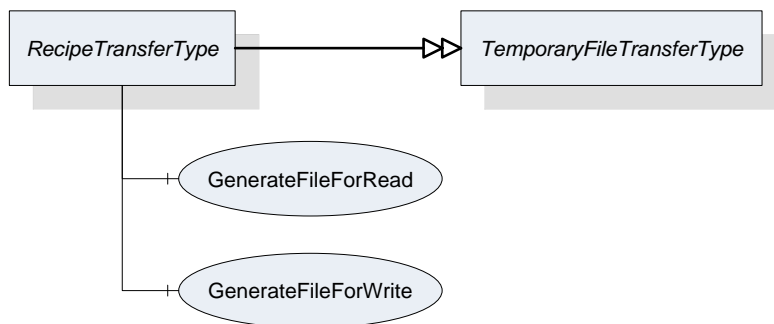 RecipeTransferType
TemporaryFileTransferType
GenerateFileForRead
GenerateFileForWrite